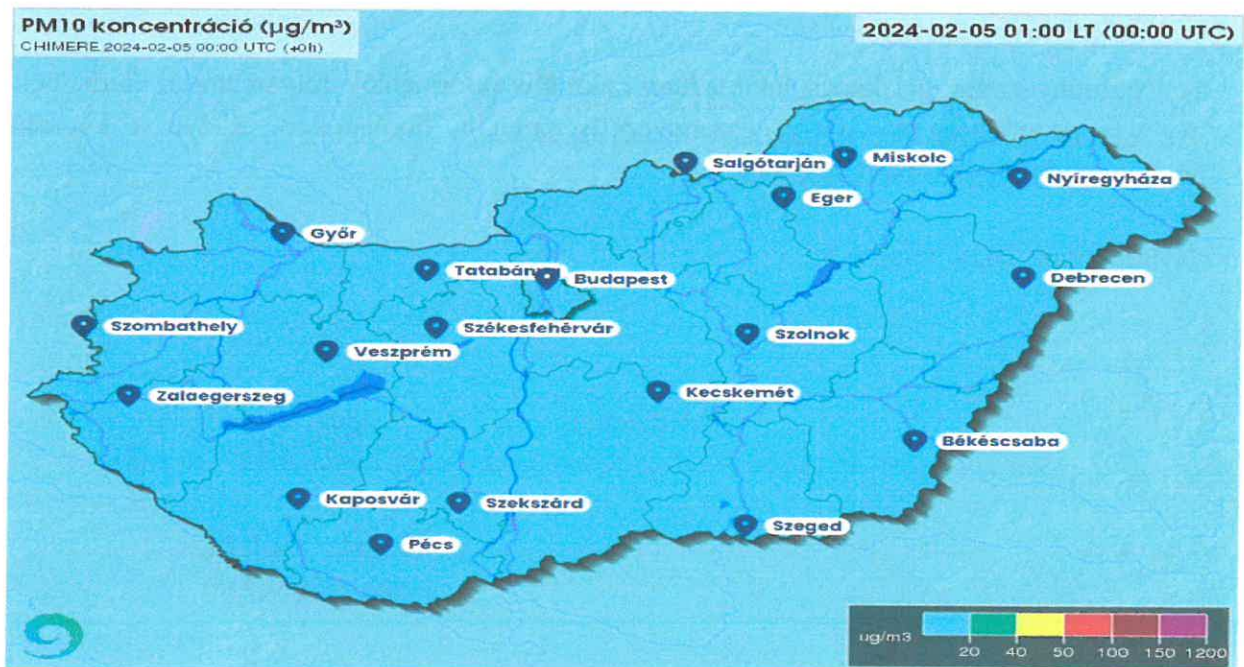 PM10 koncentráció (µg/m³)
CHIMERE 2024-02-05 00:00 UTC (+0h)
2024-02-05 01:00 LT (00:00 UTC)
Salgótarján
Miskolc
Nyíregyháza
Eger
Győr
Tatabánya
Budapest
Debrecen
Szombathely
Székesfehérvár
Szolnok
Veszprém
Zalaegerszeg
Kecskemét
Békéscsaba
Kaposvár
Szekszárd
Szeged
Pécs
ug/m3
20 40 50 100 150 1200